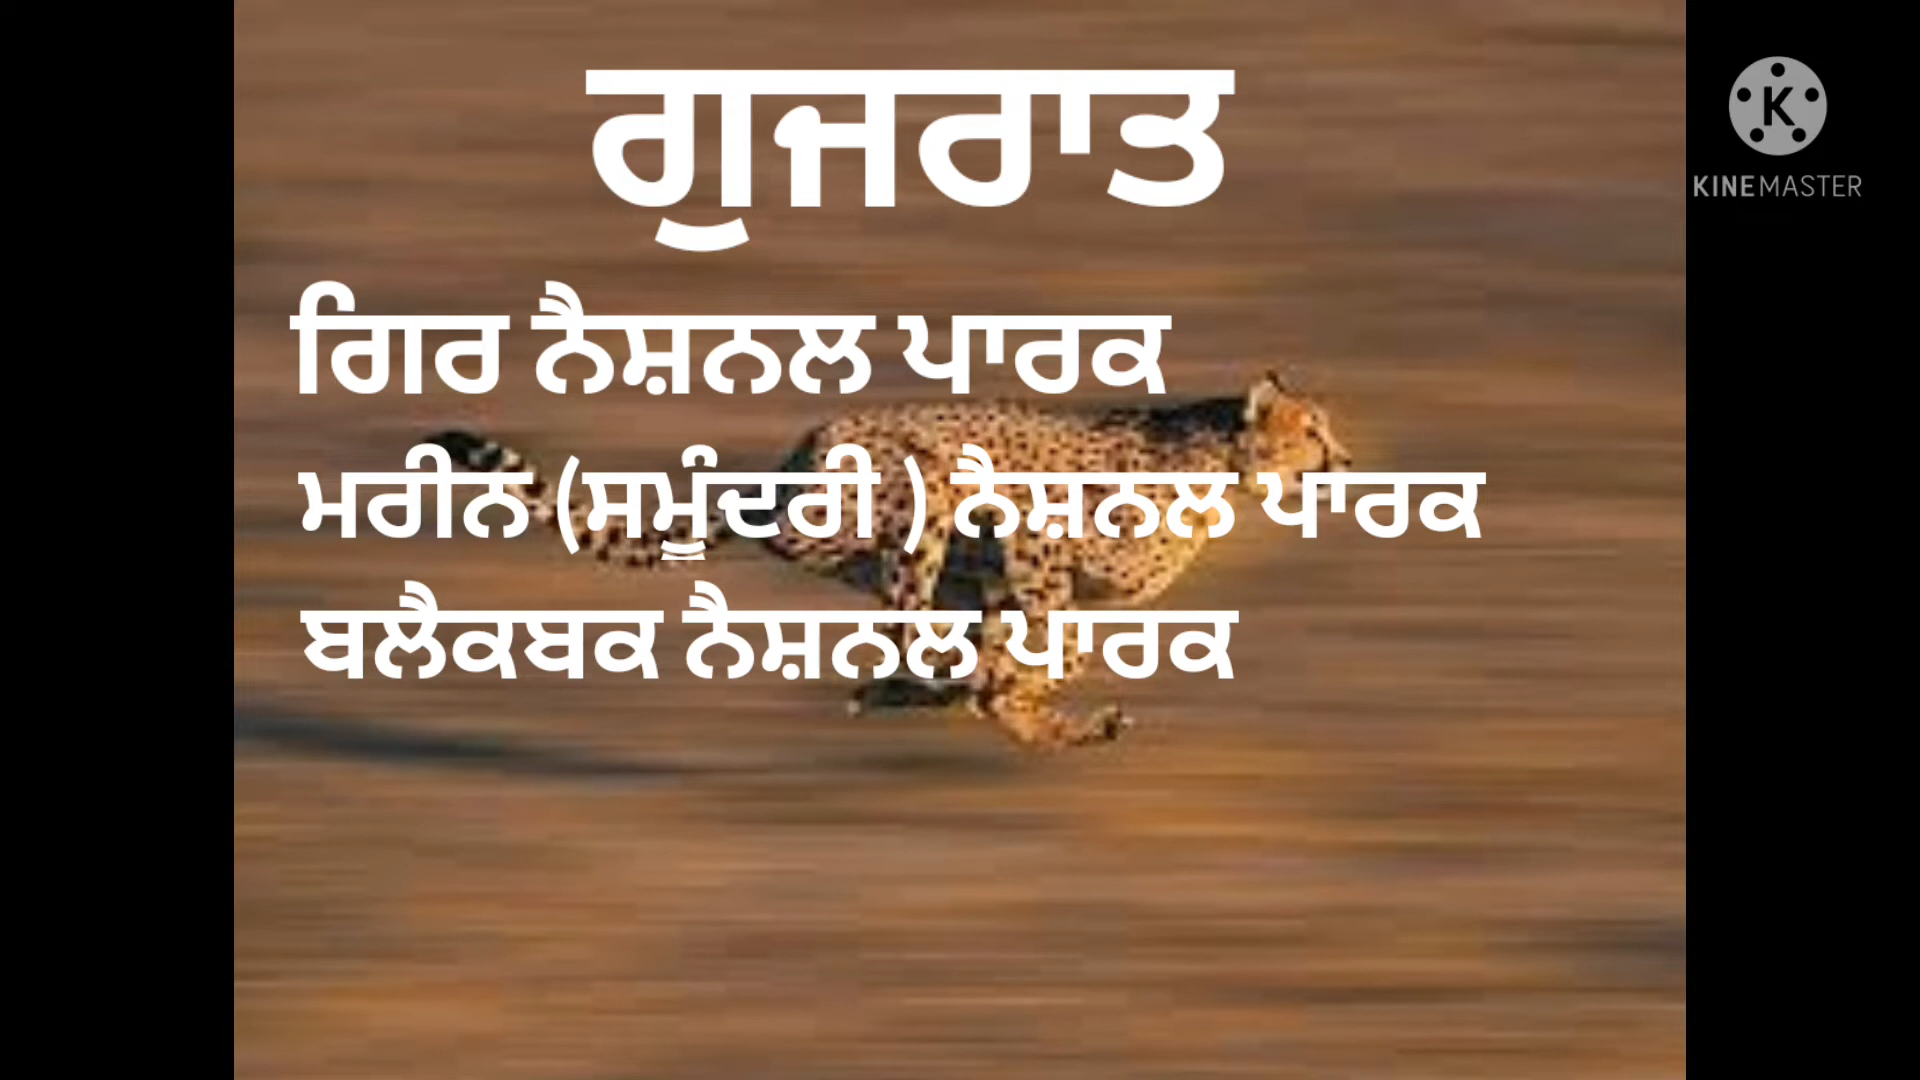 ਗੁਜਰਾਤ
K
KINEMASTER
ਗਿਰ ਨੈਸ਼ਨਲ ਪਾਰਕ
ਮਰੀਨ (ਸਮੂੰਦਰੀ ) ਨੈਸ਼ਨਲ ਪਾਰਕ
ਬਲੈਕਬਕ ਨੈਸ਼ਨਲ ਪਾਰਕ